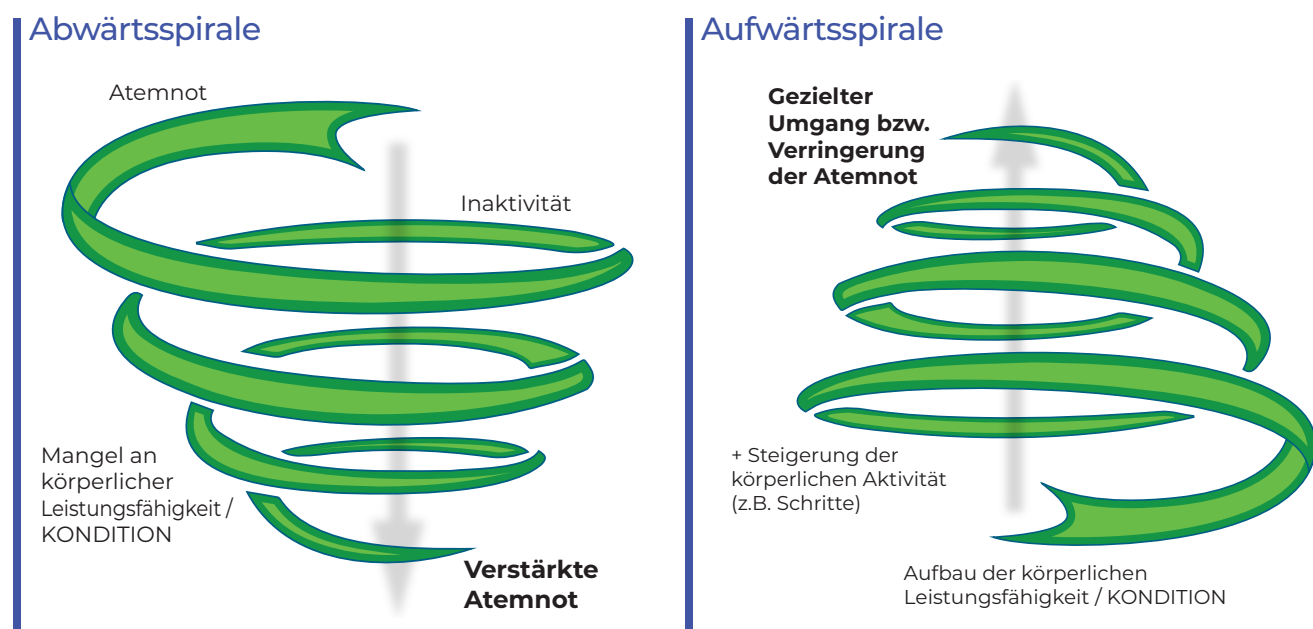 Abwärtsspirale
Atemnot
Inaktivität
Mangel an
körperlicher
Leistungsfähigkeit /
KONDITION
Verstärkte
Atemnot
Aufwärtsspirale
Gezielter
Umgang bzw.
Verringerung
der Atemnot
+ Steigerung der
körperlichen Aktivität
(z.B. Schritte)
Aufbau der körperlichen
Leistungsfähigkeit / KONDITION